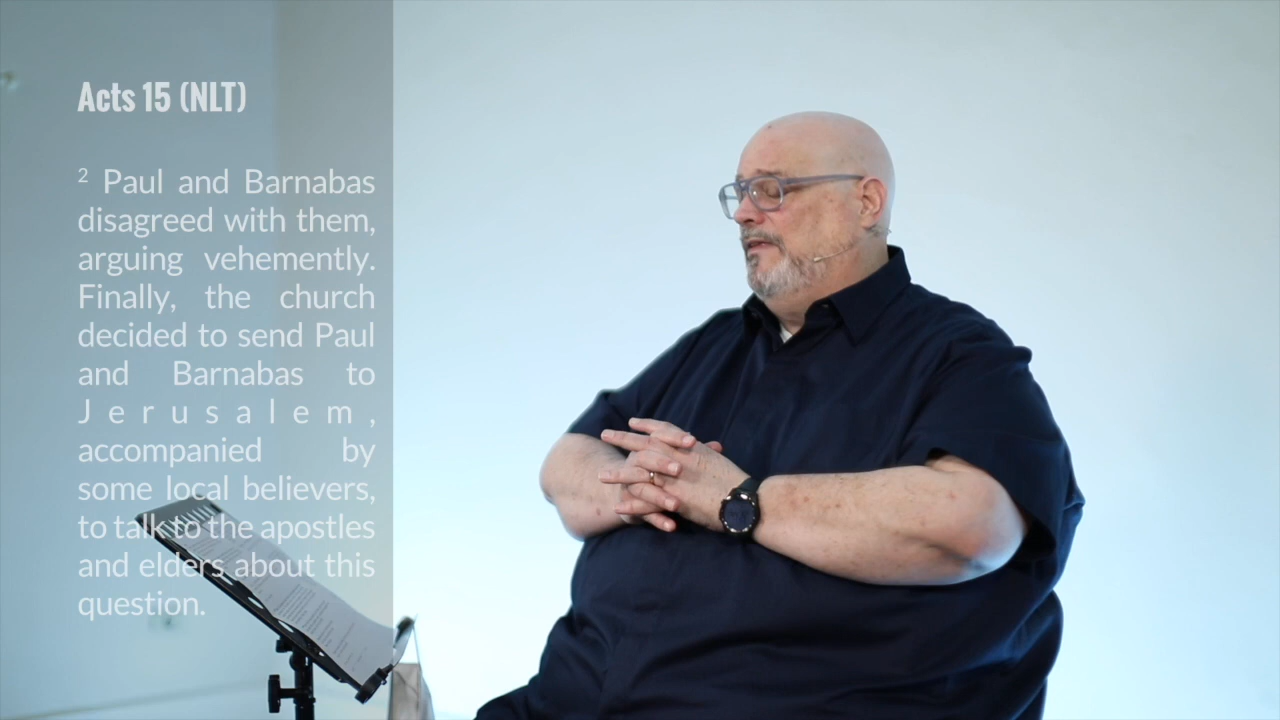 Acts 15 (NLT)
2 Paul and Barnabas
disagreed with them,
arguing vehemently.
Finally, the church
decided to send Paul
and Barnabas to
Jerusalem,
accompanied by
some local believers,
to talk to the apostles
and elders about this
question.